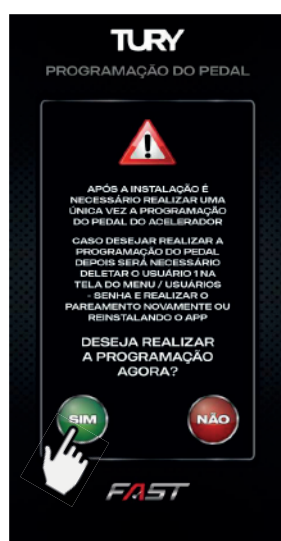 TURY
PROGRAMAÇÃO DO PEDAL
APÓS A INSTALAÇÃO É
NECESSÁRIO REALIZAR UMA
ÚNICA VEZ A PROGRAMAÇÃO
DO PEDAL DO ACELERADOR
CASO DESEJAR REALIZAR A
PROGRAMAÇÃO DO PEDAL
DEPOIS SERÁ NECESSÁRIO
DELETAR O USUÁRIO 1 NA
TELA DO MENU / USUÁRIOS
- SENHA E REALIZAR O
PAREAMENTO NOVAMENTE OU
REINSTALANDO O APP
DESEJA REALIZAR
A PROGRAMAÇÃO
AGORA?
SIM NÃO
FAST